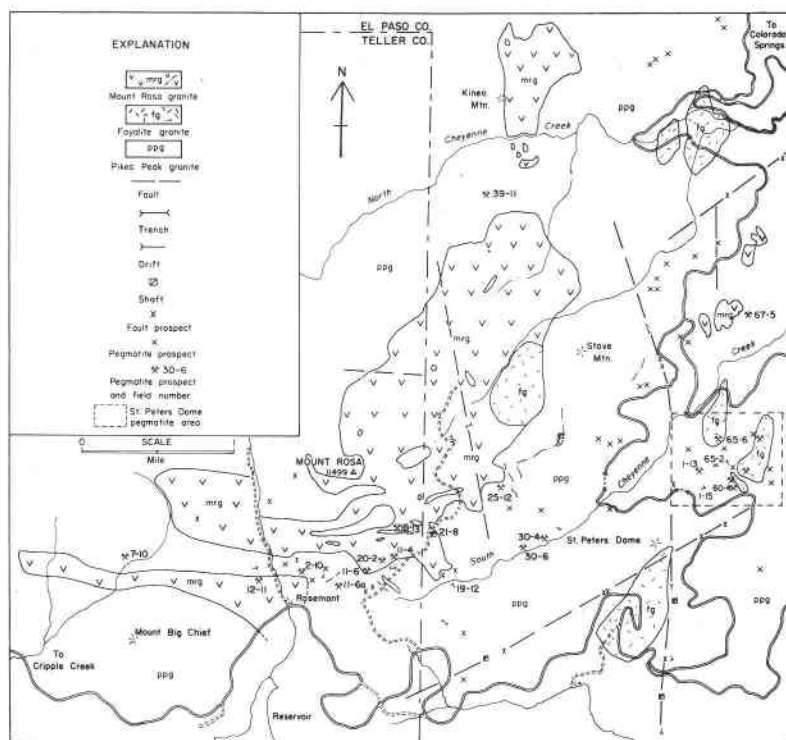 EXPLANATION
mrg
Mount Rosa granite
fg
Fayalite granite
ppg
Pikes Peak granite
Fault
Trench
Drift
Shaft
Fault prospect
Pegmatite prospect
30-6
Pegmatite prospect
and field number
St. Peters Dome
pegmatite area
0
SCALE
Mile
EL PASO CO.
TELLER CO.
N
To
Colorado
Springs
mrg
Kineo
Mtn.
ppg
fg
North
Cheyenne
Creek
39-11
ppg
mrg
mrg
67-5
Stove
Mtn.
Creek
fg
fg
65-6
65-2
fg
1-13
60-4
1-15
MOUNT ROSA
11499
mrg
ppg
Cheyenne
25-12
mrg
18-13
21-8
30-4
30-6
St. Peters Dome
South
7-10
20-2
11-4
2-10
11-6
11-6a
12-11
mrg
Rosemont
19-12
ppg
fg
ppg
Mount Big Chief
To
Cripple Creek
ppg
Reservoir